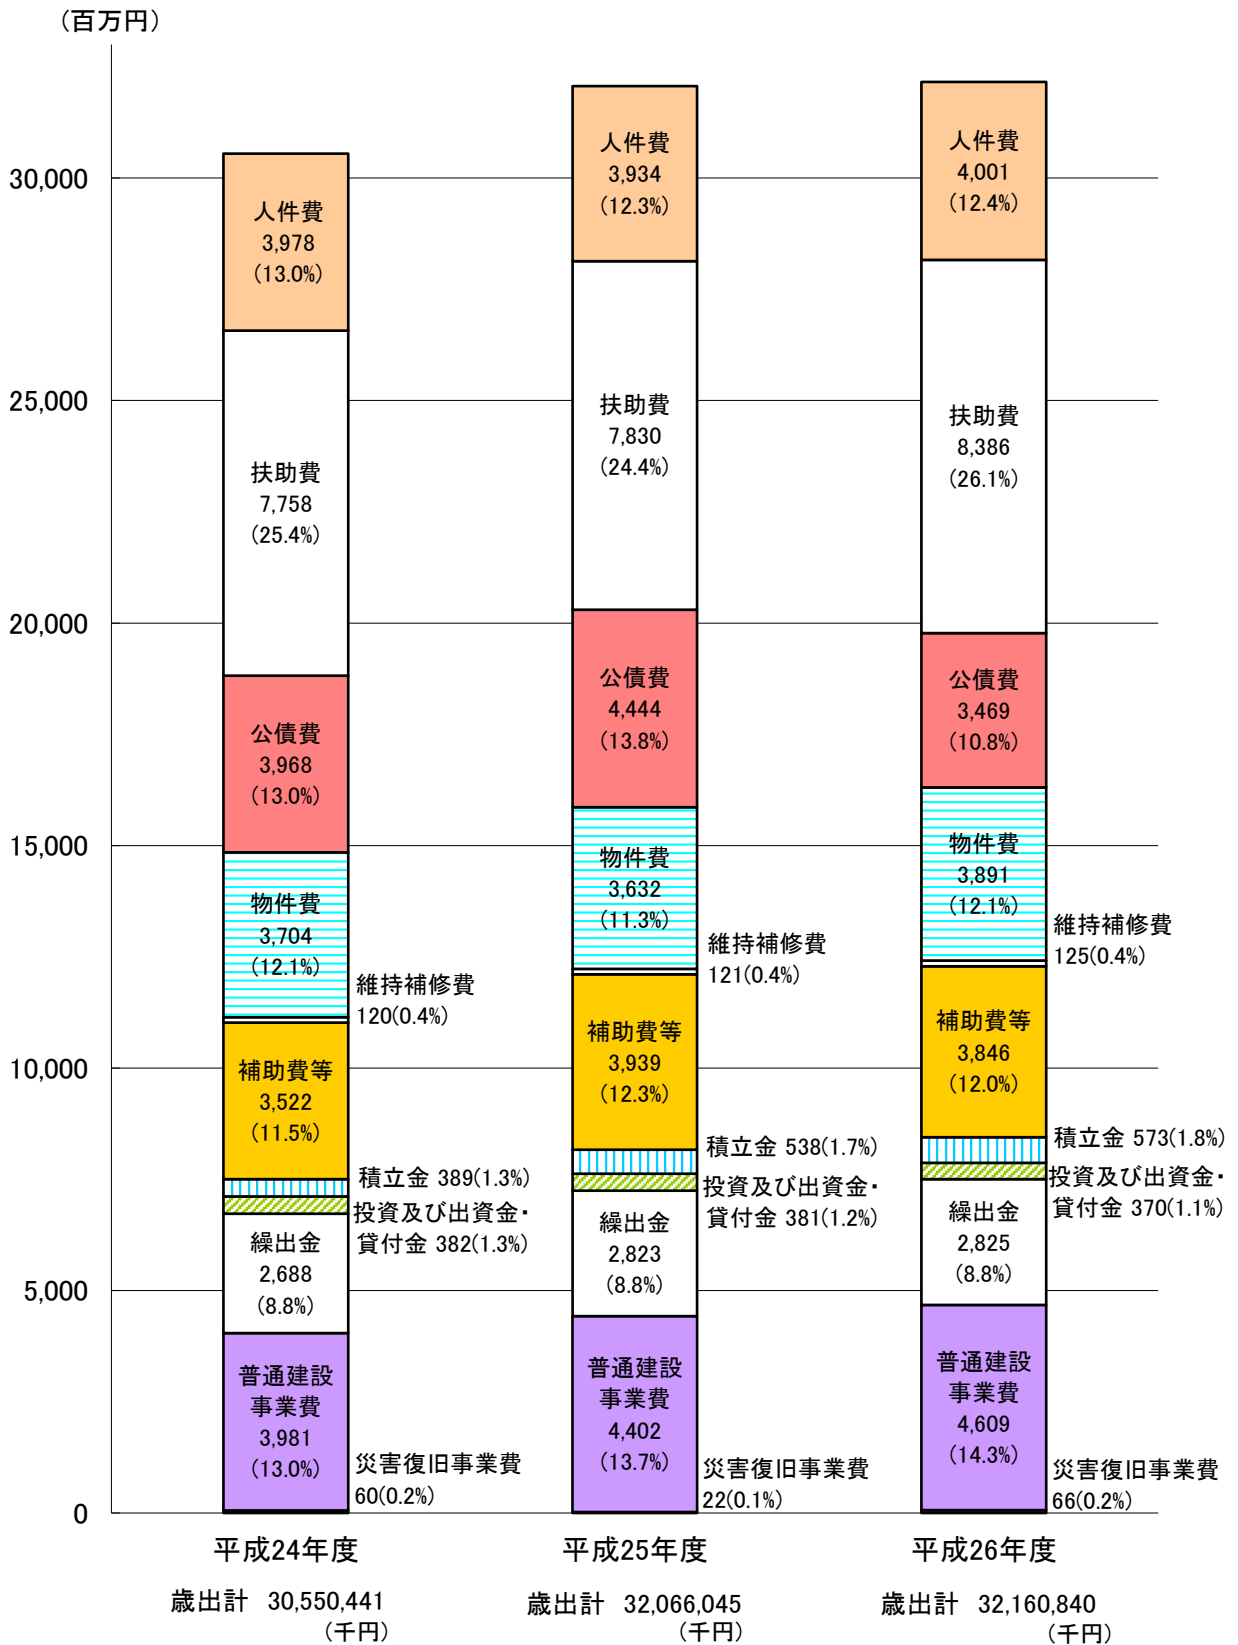 （百万円）
30,000
25,000
20,000
15,000
10,000
5,000
0
人件費
3,978
（13.0%）
扶助費
7,758
（25.4%）
公債費
3,968
（13.0%）
物件費
3,704
（12.1%）
維持補修費
120(0.4%)
補助費等
3,522
（11.5%）
積立金 389(1.3%)
投資及び出資金・
貸付金 382(1.3%)
繰出金
2,688
（8.8%）
普通建設
事業費
3,981
（13.0%）
災害復旧事業費
60(0.2%)
人件費
3,934
（12.3%）
扶助費
7,830
（24.4%）
公債費
4,444
（13.8%）
物件費
3,632
（11.3%）
維持補修費
121(0.4%)
補助費等
3,939
（12.3%）
積立金 538(1.7%)
投資及び出資金・
貸付金 381(1.2%)
繰出金
2,823
（8.8%）
普通建設
事業費
4,402
（13.7%）
災害復旧事業費
22(0.1%)
人件費
4,001
（12.4%）
扶助費
8,386
（26.1%）
公債費
3,469
（10.8%）
物件費
3,891
（12.1%）
維持補修費
125(0.4%)
補助費等
3,846
（12.0%）
積立金 573(1.8%)
投資及び出資金・
貸付金 370(1.1%)
繰出金
2,825
（8.8%）
普通建設
事業費
4,609
（14.3%）
災害復旧事業費
66(0.2%)
平成24年度
平成25年度
平成26年度
歳出計 30,550,441
（千円）
歳出計 32,066,045
（千円）
歳出計 32,160,840
（千円）